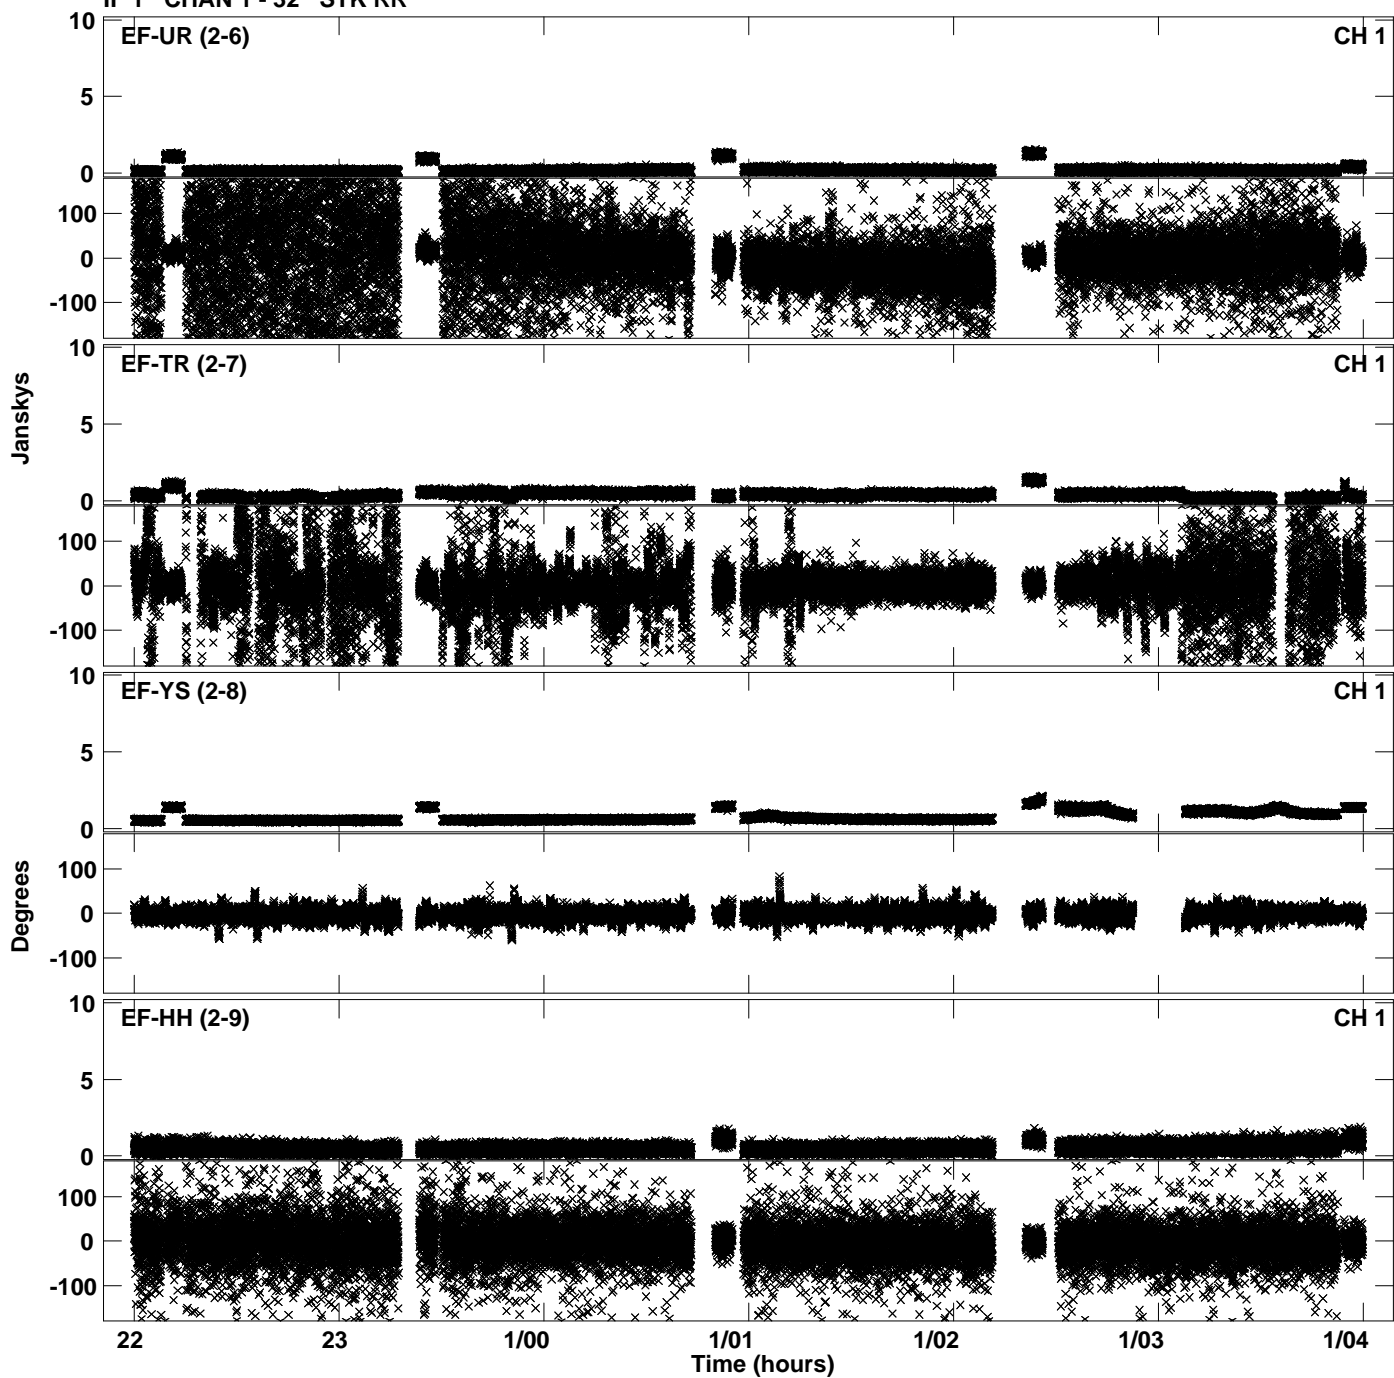 IF 1 CHAN 1 - 32 STK RR
10
EF-UR (2-6)
CH 1
5
0
100
0
-100
10
EF-TR (2-7)
CH 1
5
0
100
0
-100
Janskys
10
EF-YS (2-8)
CH 1
5
0
100
0
-100
Degrees
10
EF-HH (2-9)
CH 1
5
0
100
0
-100
22 23 1/00 1/01 1/02 1/03 1/04
Time (hours)